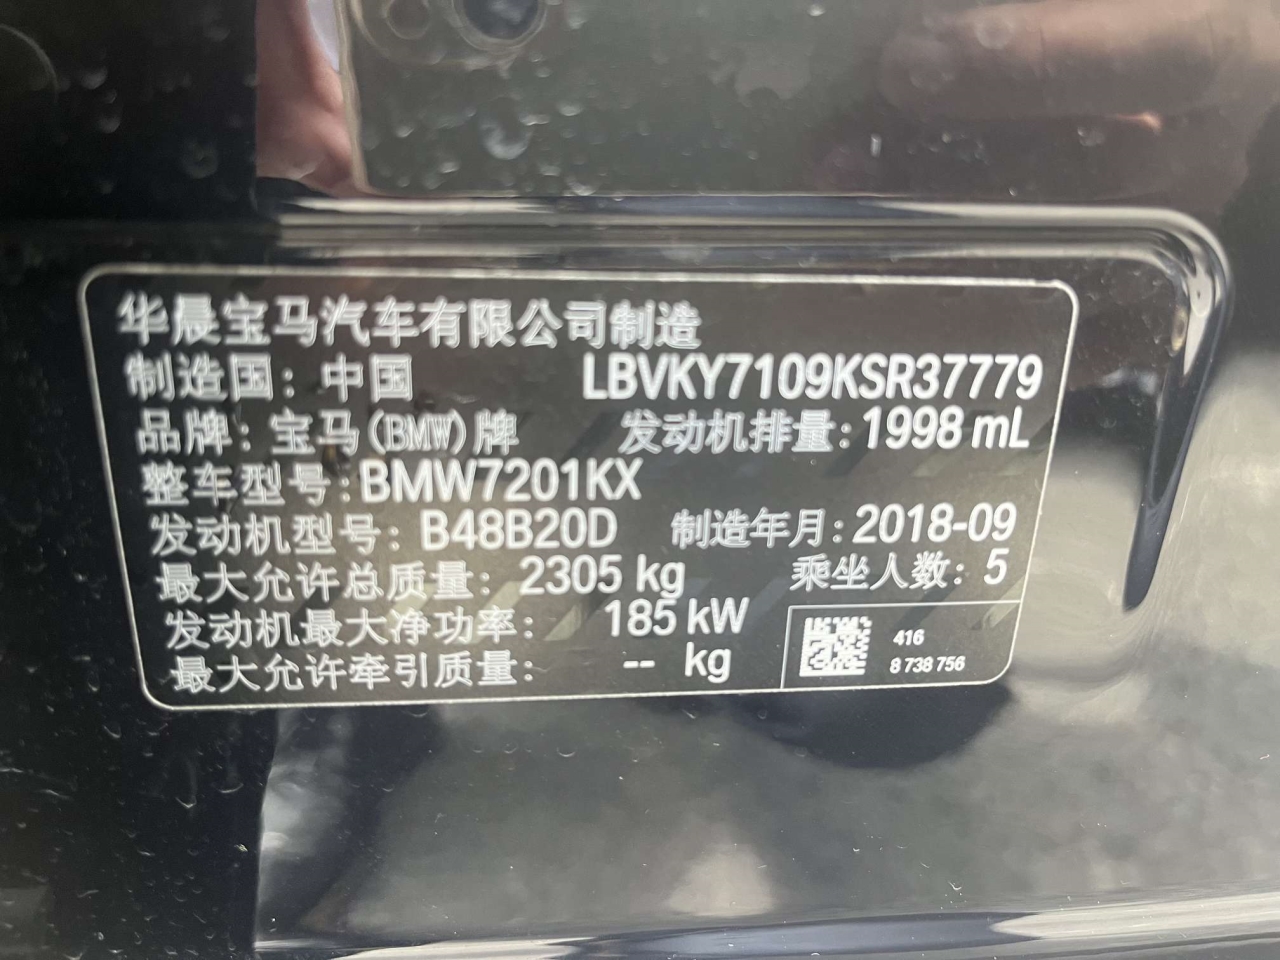 华晨宝马汽车有限公司制造
制造国：中国 LBVKY7109KSR37779
品牌：宝马(BMW)牌 发动机排量：1998 mL
整车型号：BMW7201KX
发动机型号：B48B20D 制造年月：2018-09
最大允许总质量：2305 kg 乘坐人数：5
发动机最大净功率：185 kW
最大允许牵引质量：-- kg
416
8 738 756